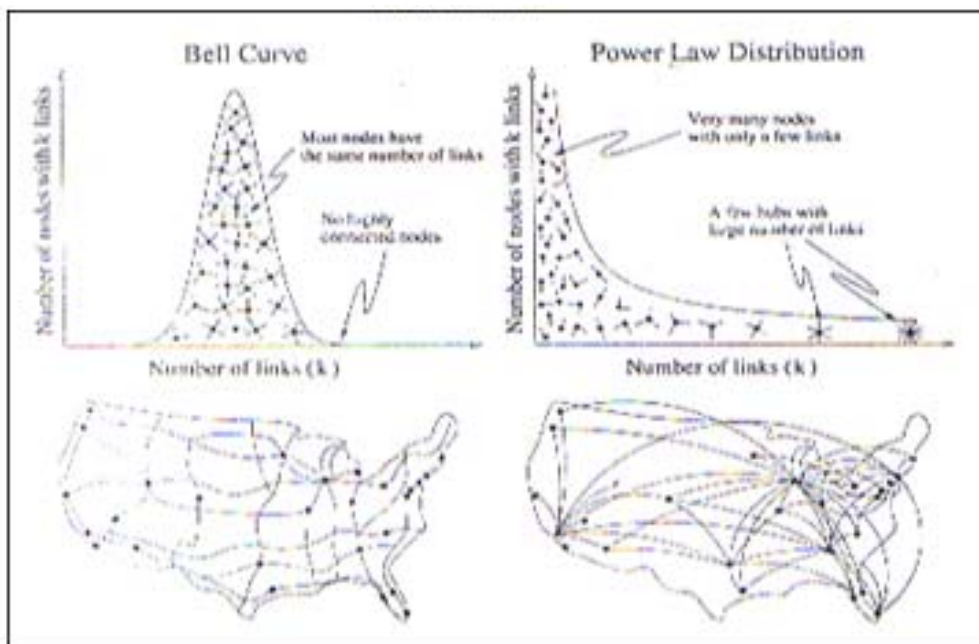 Bell Curve
Number of nodes with k links
Most nodes have
the same number of links
No highly
connected nodes
Number of links (k)
Power Law Distribution
Number of nodes with k links
Very many nodes
with only a few links
A few hubs with
large number of links
Number of links (k)